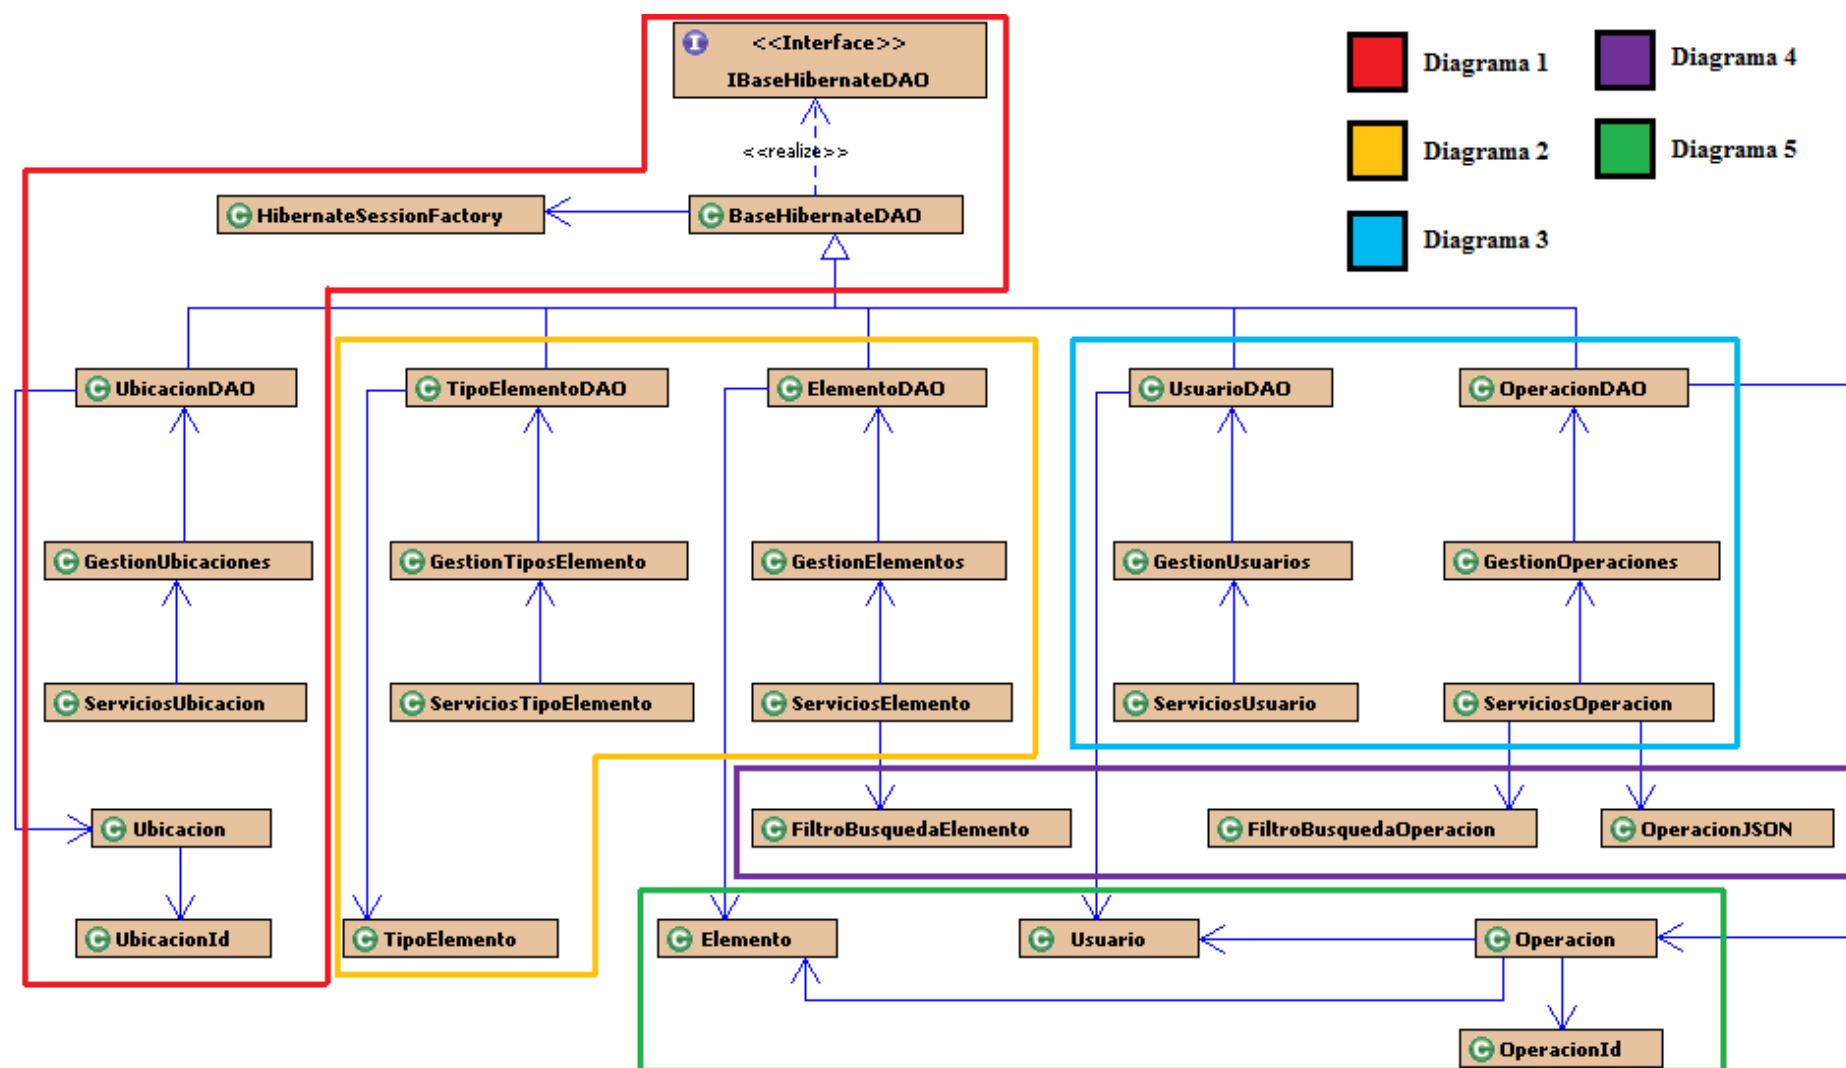 <<Interface>>
IBaseHibernateDAO
Diagrama 1
Diagrama 4
Diagrama 2
Diagrama 5
Diagrama 3
<<realize>>
HibernateSessionFactory
BaseHibernateDAO
UbicacionDAO
TipoElementoDAO
ElementoDAO
UsuarioDAO
OperacionDAO
GestionUbicaciones
GestionTiposElemento
GestionElementos
GestionUsuarios
GestionOperaciones
ServiciosUbicacion
ServiciosTipoElemento
ServiciosElemento
ServiciosUsuario
ServiciosOperacion
Ubicacion
FiltroBusquedaElemento
FiltroBusquedaOperacion
OperacionJSON
UbicacionId
TipoElemento
Elemento
Usuario
Operacion
OperacionId